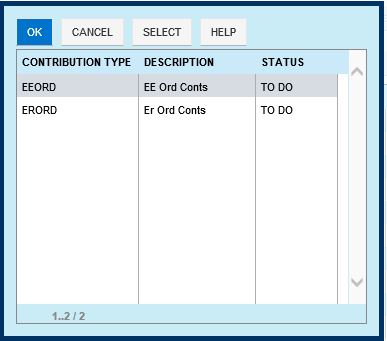 OK CANCEL SELECT HELP
CONTRIBUTION TYPE DESCRIPTION STATUS
EEORD EE Ord Conts TO DO
ERORD Er Ord Conts TO DO
1..2 / 2